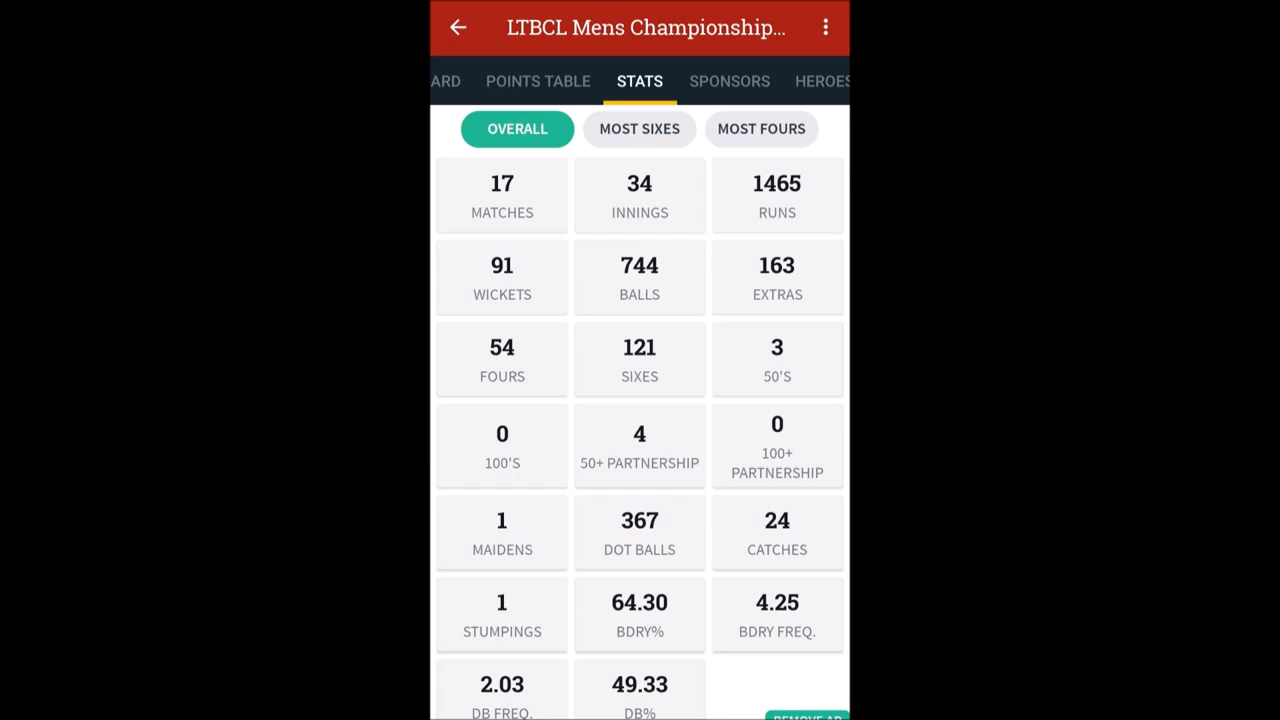 LTBCL Mens Championship...
ARD POINTS TABLE STATS SPONSORS HEROES
OVERALL MOST SIXES MOST FOURS
17 34 1465
MATCHES INNINGS RUNS
91 744 163
WICKETS BALLS EXTRAS
54 121 3
FOURS SIXES 50'S
0 4 0
100'S 50+ PARTNERSHIP 100+
PARTNERSHIP
1 367 24
MAIDENS DOT BALLS CATCHES
1 64.30 4.25
STUMPINGS BDRY% BDRY FREQ.
2.03 49.33
DB FREQ. DB%
REMOVE AD